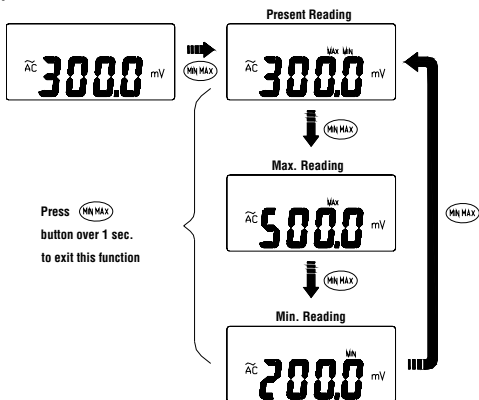 Present Reading
AC 300.0 mV
MIN MAX
MAX MIN
AC 300.0 mV
MIN MAX
Max. Reading
MAX
AC 500.0 mV
Press MIN MAX
button over 1 sec.
to exit this function
MIN MAX
MIN MAX
Min. Reading
MIN
AC 200.0 mV